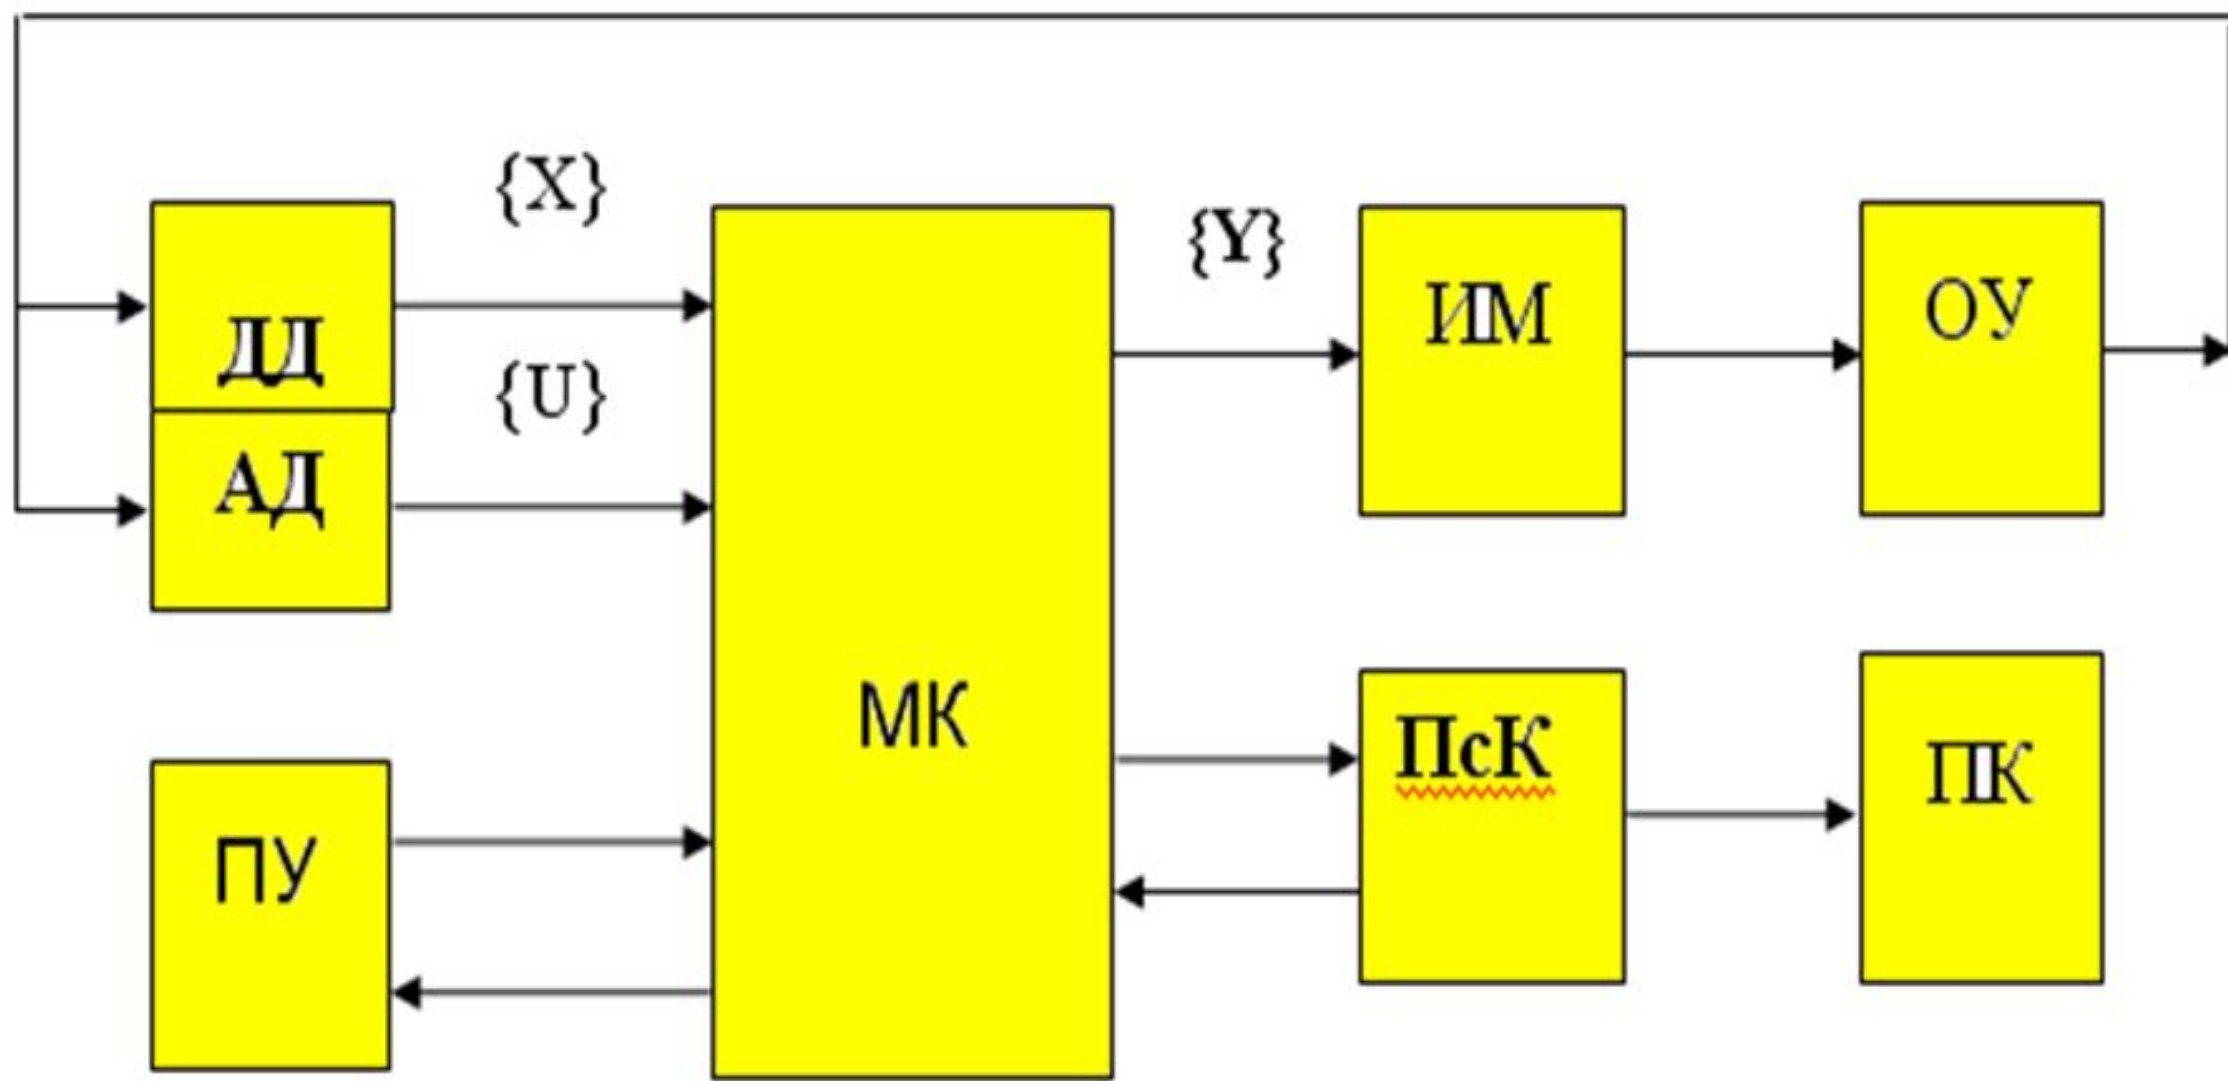 {X}
{Y}
ДД
ИМ
ОУ
{U}
АД
МК
ПсК
ПК
ПУ